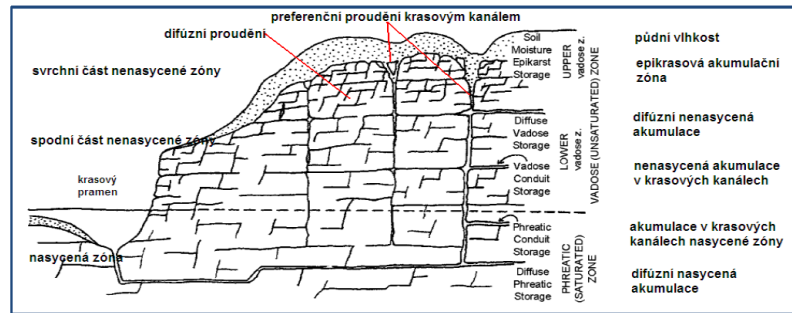 preferenční proudění krasovým kanálem
difúzní proudění
svrchní část nenasycené zóny
spodní část nenasycené zóny
krasový
pramen
nasycená zóna
Soil
Moisture
Epikarst
Storage
Diffuse
Vadose
Storage
Vadose
Conduit
Storage
Phreatic
Conduit
Storage
Diffuse
Phreatic
Storage
UPPER
vadose z.
LOWER
vadose z.
VADOSE (UNSATURATED) ZONE
PHREATIC
(SATURATED)
ZONE
půdní vlhkost
epikrasová akumulační
zóna
difúzní nenasycená
akumulace
nenasycená akumulace
v krasových kanálech
akumulace v krasových
kanálech nasycené zóny
difúzní nasycená
akumulace